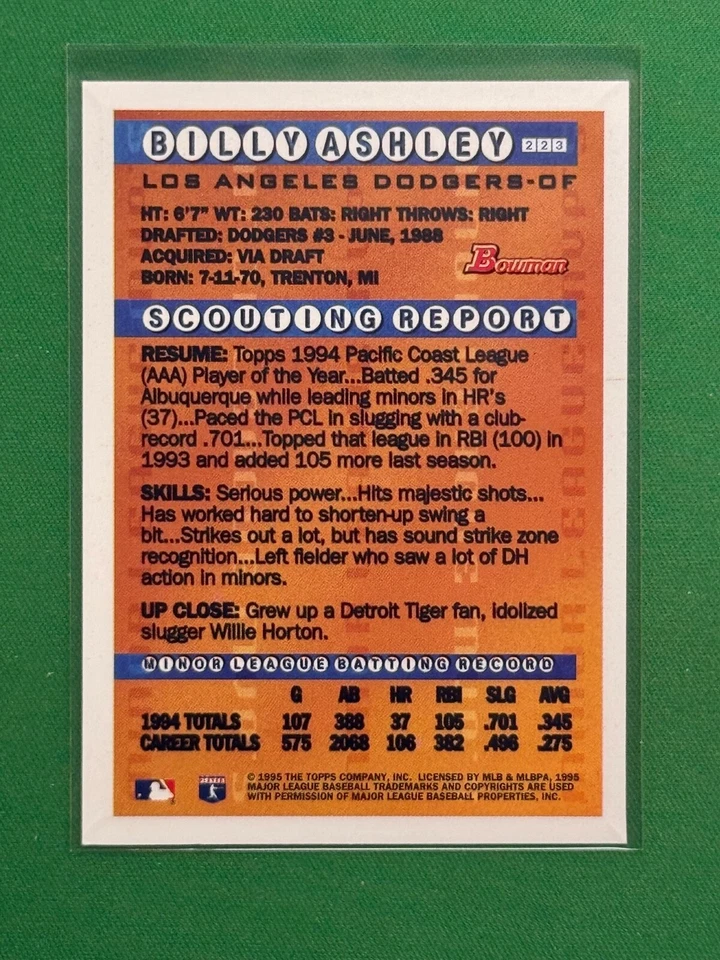 BILLY ASHLEY 223
LOS ANGELES DODGERS-OF
HT: 6'7" WT: 230 BATS: RIGHT THROWS: RIGHT
DRAFTED: DODGERS #3 - JUNE, 1988
ACQUIRED: VIA DRAFT
BORN: 7-11-70, TRENTON, MI
Bowman
SCOUTING REPORT
RESUME: Topps 1994 Pacific Coast League
(AAA) Player of the Year...Batted .345 for
Albuquerque while leading minors in HR's
(37)...Paced the PCL in slugging with a club-
record .701...Topped that league in RBI (100) in
1993 and added 105 more last season.
SKILLS: Serious power...Hits majestic shots...
Has worked hard to shorten-up swing a
bit...Strikes out a lot, but has sound strike zone
recognition...Left fielder who saw a lot of DH
action in minors.
UP CLOSE: Grew up a Detroit Tiger fan, idolized
slugger Willie Horton.
MINOR LEAGUE BATTING RECORD
G AB HR RBI SLG AVG
1994 TOTALS 107 388 37 105 .701 .345
CAREER TOTALS 575 2068 106 382 .496 .275
© 1995 THE TOPPS COMPANY, INC. LICENSED BY MLB & MLBPA, 1995
MAJOR LEAGUE BASEBALL TRADEMARKS AND COPYRIGHTS ARE USED
WITH PERMISSION OF MAJOR LEAGUE BASEBALL PROPERTIES, INC.